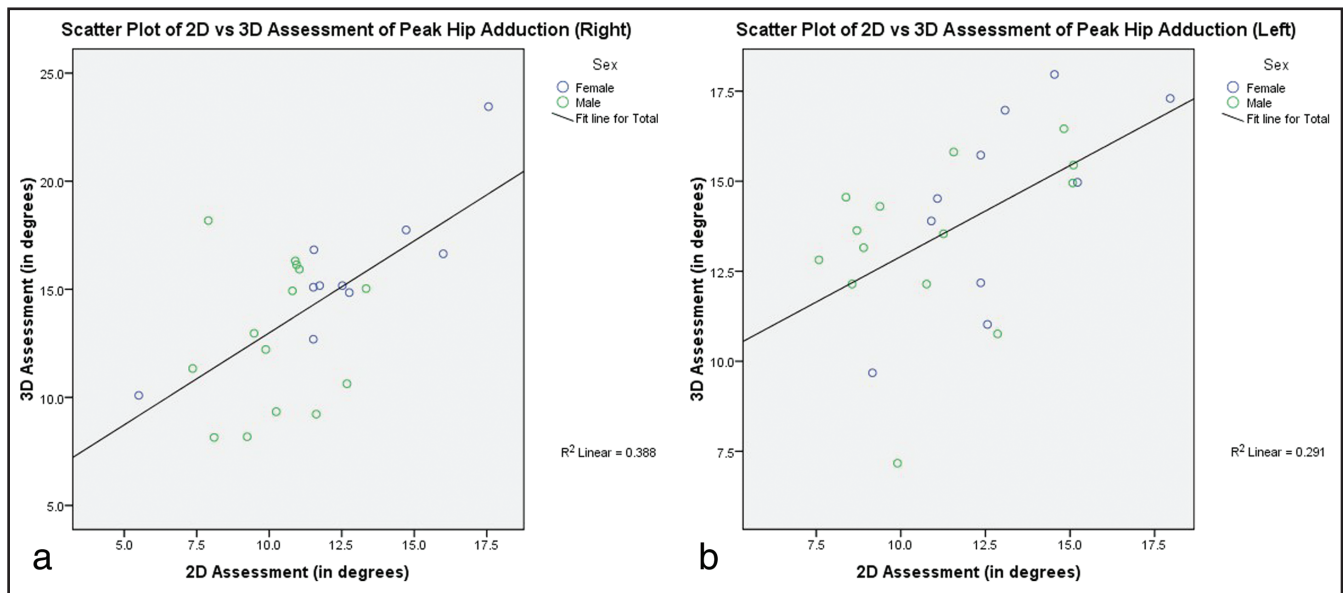 Scatter Plot of 2D vs 3D Assessment of Peak Hip Adduction (Right)
3D Assessment (in degrees)
25.0
20.0
15.0
10.0
5.0
5.0 7.5 10.0 12.5 15.0 17.5
2D Assessment (in degrees)
Sex
Female
Male
Fit line for Total
R2 Linear = 0.388
a
Scatter Plot of 2D vs 3D Assessment of Peak Hip Adduction (Left)
3D Assessment (in degrees)
17.5
15.0
12.5
10.0
7.5
7.5 10.0 12.5 15.0 17.5
2D Assessment (in degrees)
Sex
Female
Male
Fit line for Total
R2 Linear = 0.291
b